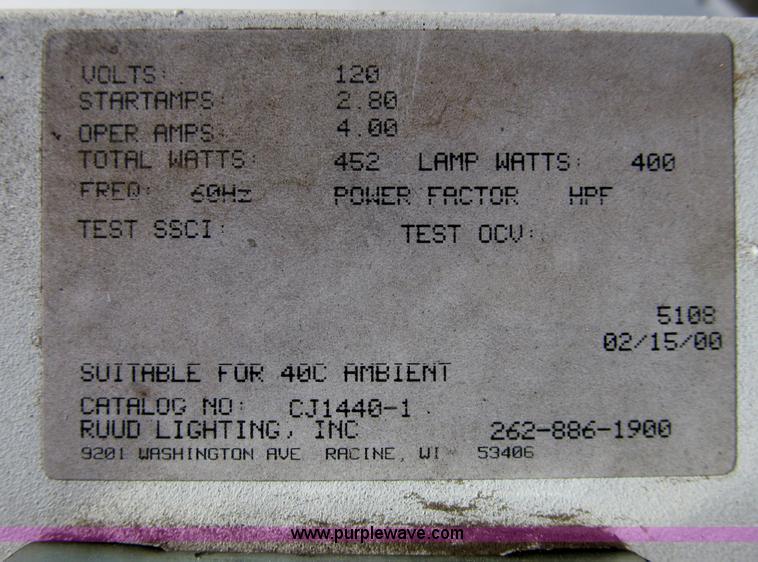 VOLTS: 120
STARTAMPS: 2.80
OPER AMPS: 4.00
TOTAL WATTS: 452 LAMP WATTS: 400
FREQ: 60Hz POWER FACTOR HPF
TEST SSCI: TEST OCV:
5108
02/15/00
SUITABLE FOR 40C AMBIENT
CATALOG NO: CJ1440-1
RUUD LIGHTING, INC 262-886-1900
9201 WASHINGTON AVE RACINE, WI 53406
www.purplewave.com